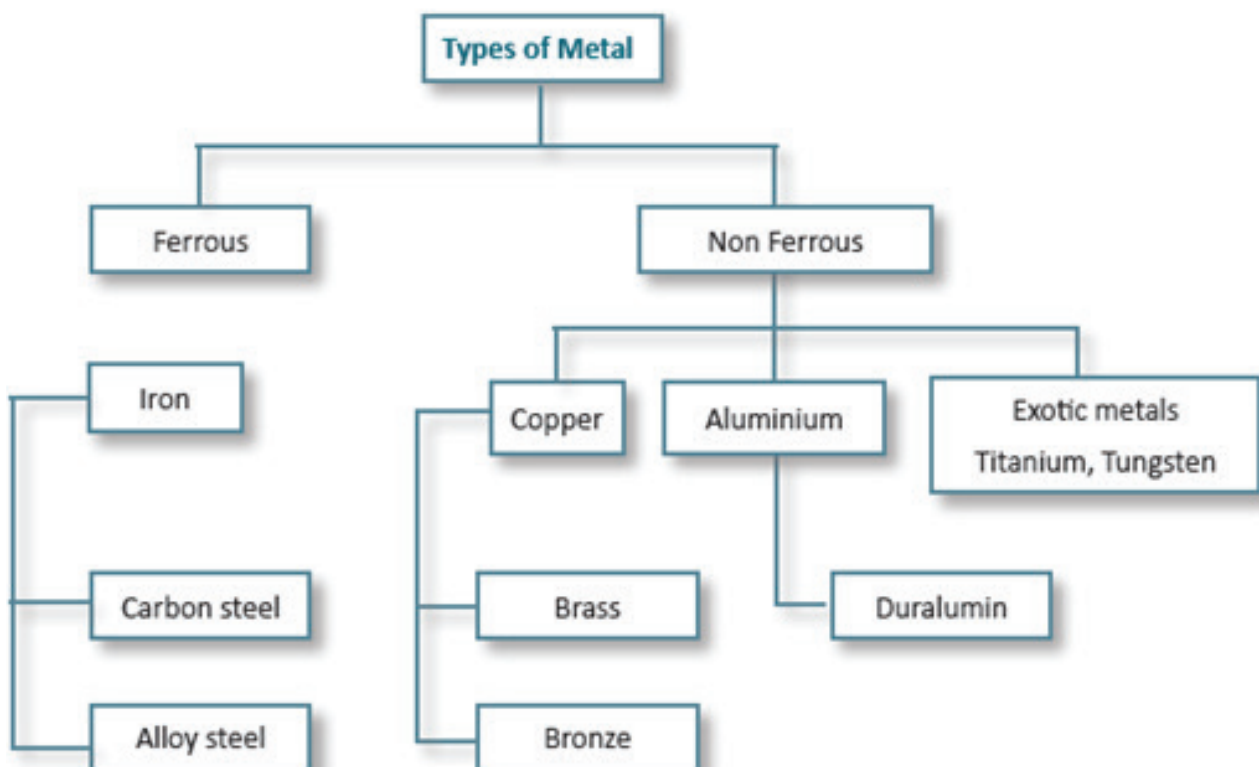 Types of Metal
Ferrous
Non Ferrous
Iron
Copper
Aluminium
Exotic metals
Titanium, Tungsten
Carbon steel
Brass
Duralumin
Alloy steel
Bronze